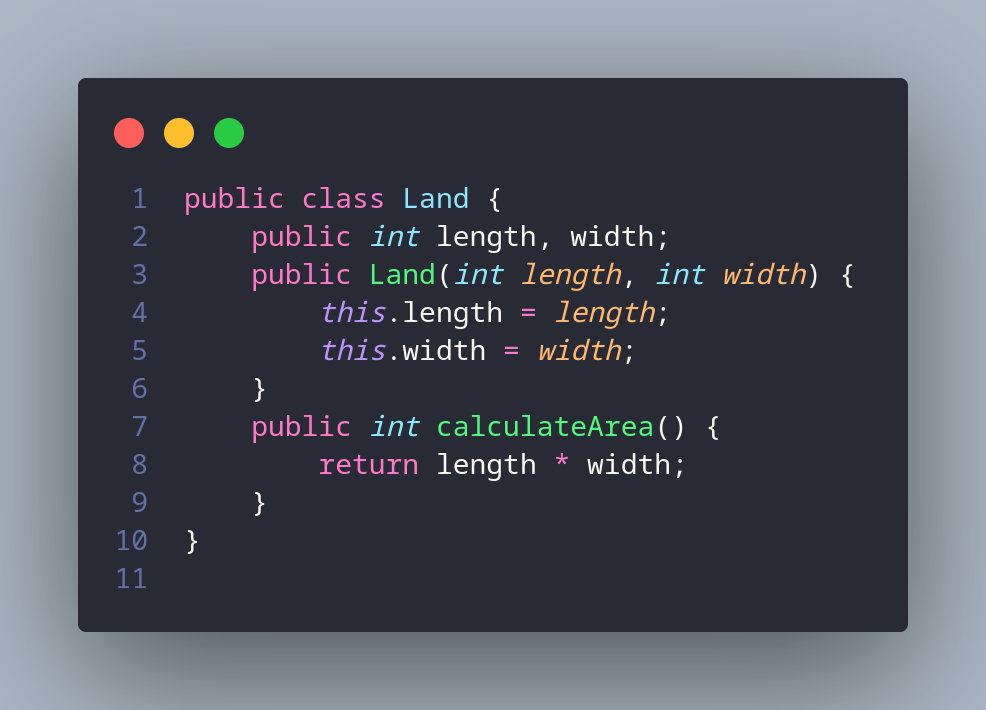 1 public class Land {
2     public int length, width;
3     public Land(int length, int width) {
4         this.length = length;
5         this.width = width;
6     }
7     public int calculateArea() {
8         return length * width;
9     }
10 }
11